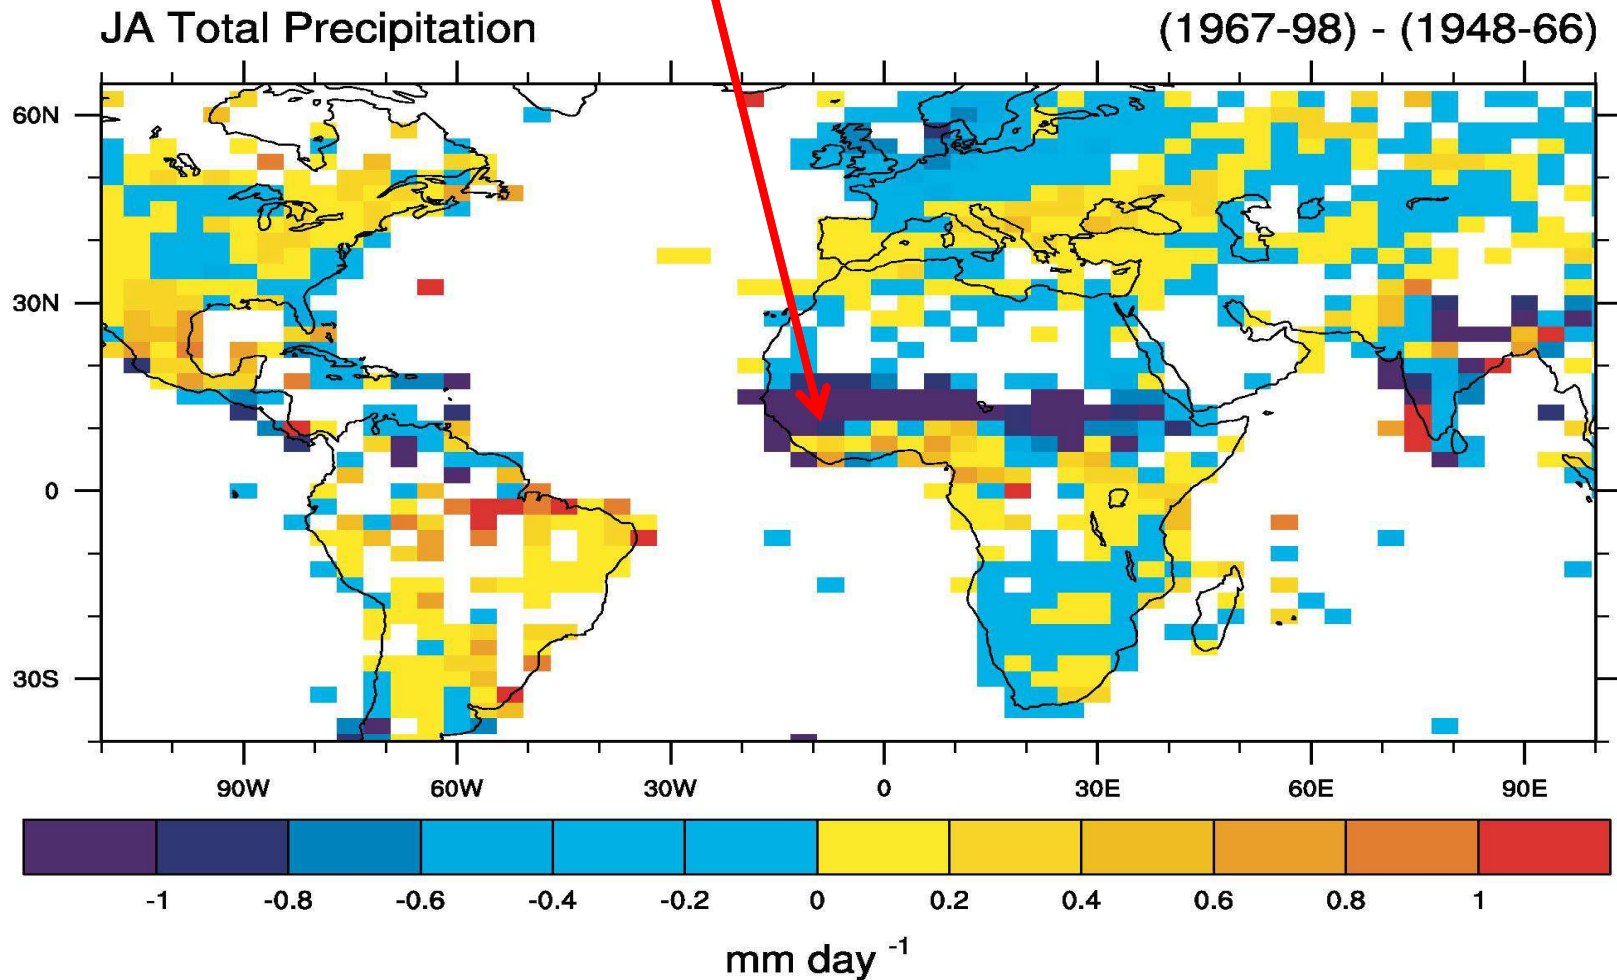 JA Total Precipitation (1967-98) - (1948-66)
60N
30N
0
30S
90W 60W 30W 0 30E 60E 90E
-1 -0.8 -0.6 -0.4 -0.2 0 0.2 0.4 0.6 0.8 1
mm day -1